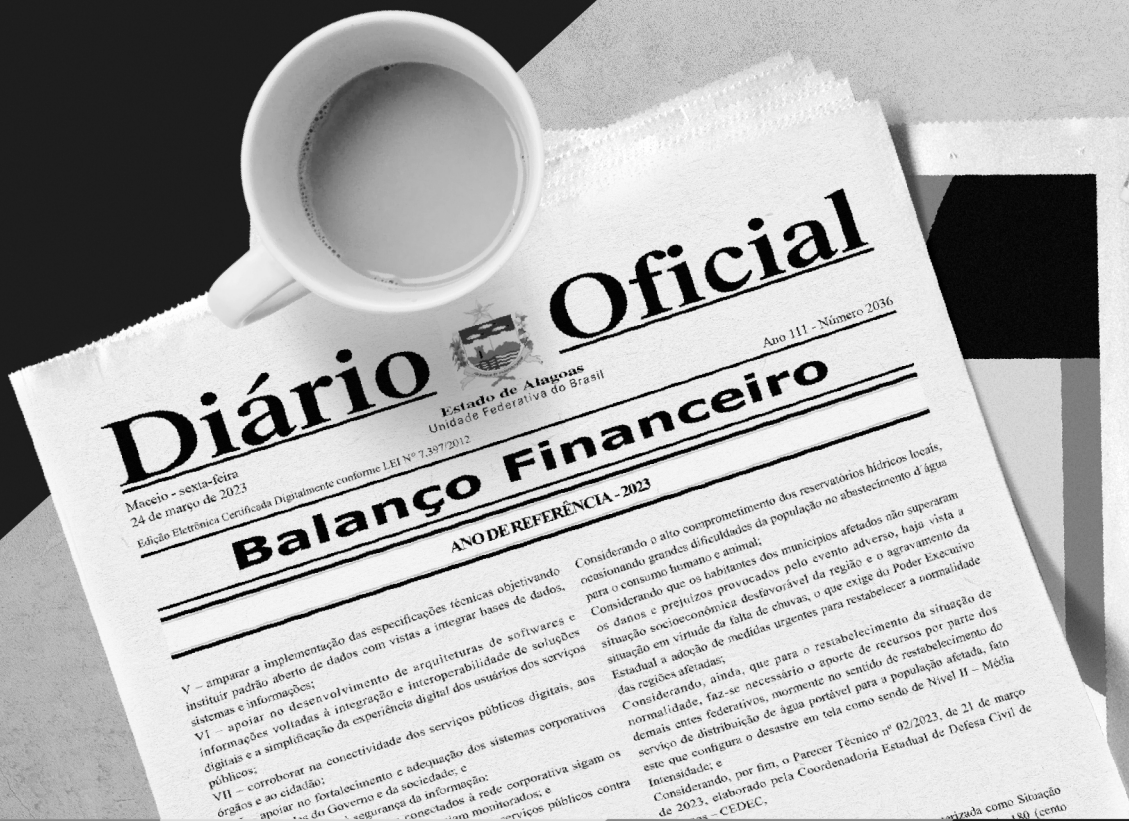 Diário Oficial
Estado de Alagoas
Unidade Federativa do Brasil
Maceio - sexta-feira
24 de março de 2023
Ano 111 - Número 2036
Edição Eletrônica Certificada Digitalmente conforme LEI N° 7.397/2012
Balanço Financeiro
ANO DE REFERÊNCIA - 2023
V – amparar a implementação das especificações técnicas objetivando
instituir padrão aberto de dados com vistas a integrar bases de dados,
sistemas e informações;
VI – apoiar no desenvolvimento de arquiteturas de softwares e
informações voltadas à integração e interoperabilidade de soluções
digitais e a simplificação da experiência digital dos usuários dos serviços
públicos;
VII – corroborar na conectividade dos serviços públicos digitais, aos
órgãos e ao cidadão;
apoiar no fortalecimento e adequação dos sistemas corporativos
do Governo e da sociedade; e
segurança da informação:
conectados à rede corporativa sigam os
monitorados; e
serviços públicos contra
Considerando o alto comprometimento dos reservatórios hídricos locais,
ocasionando grandes dificuldades da população no abastecimento d´água
para o consumo humano e animal;
Considerando que os habitantes dos municípios afetados não superaram
os danos e prejuízos provocados pelo evento adverso, haja vista a
situação socioeconômica desfavorável da região e o agravamento da
situação em virtude da falta de chuvas, o que exige do Poder Executivo
Estadual a adoção de medidas urgentes para restabelecer a normalidade
das regiões afetadas;
Considerando, ainda, que para o restabelecimento da situação de
normalidade, faz-se necessário o aporte de recursos por parte dos
demais entes federativos, mormente no sentido de restabelecimento do
serviço de distribuição de água portável para a população afetada, fato
este que configura o desastre em tela como sendo de Nível II – Média
Intensidade; e
Considerando, por fim, o Parecer Técnico nº 02/2023, de 21 de março
de 2023, elaborado pela Coordenadoria Estadual de Defesa Civil de
– CEDEC,
como Situação
180 (cento